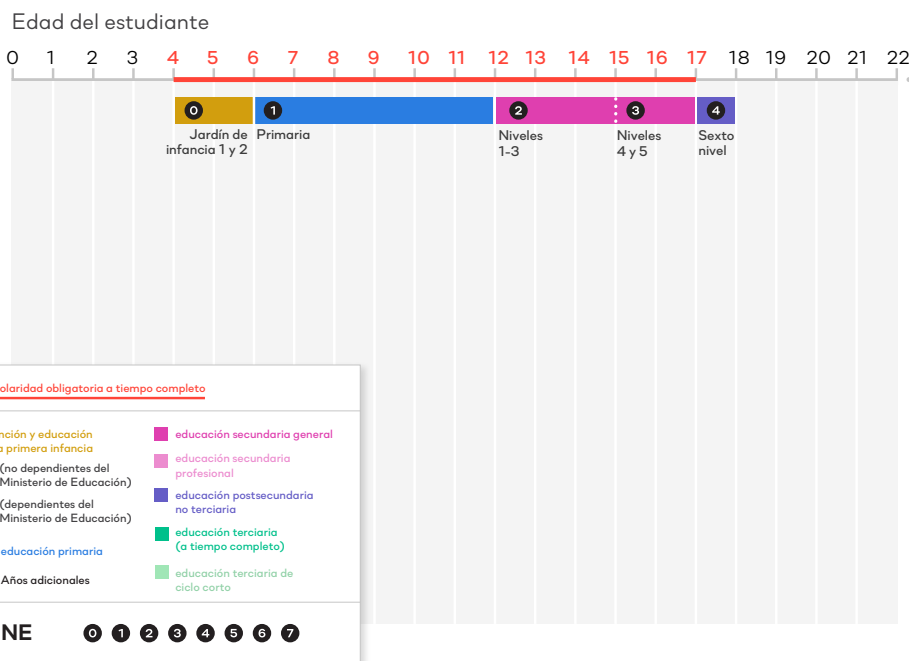 Edad del estudiante
0 1 2 3 4 5 6 7 8 9 10 11 12 13 14 15 16 17 18 19 20 21 22
0 1 2 3 4
Jardín de
infancia 1 y 2
Primaria
Niveles
1-3
Niveles
4 y 5
Sexto
nivel
olaridad obligatoria a tiempo completo
nción y educación
a primera infancia
(no dependientes del
Ministerio de Educación)
(dependientes del
Ministerio de Educación)
educación primaria
Años adicionales
educación secundaria general
educación secundaria
profesional
educación postsecundaria
no terciaria
educación terciaria
(a tiempo completo)
educación terciaria de
ciclo corto
NE 0 1 2 3 4 5 6 7